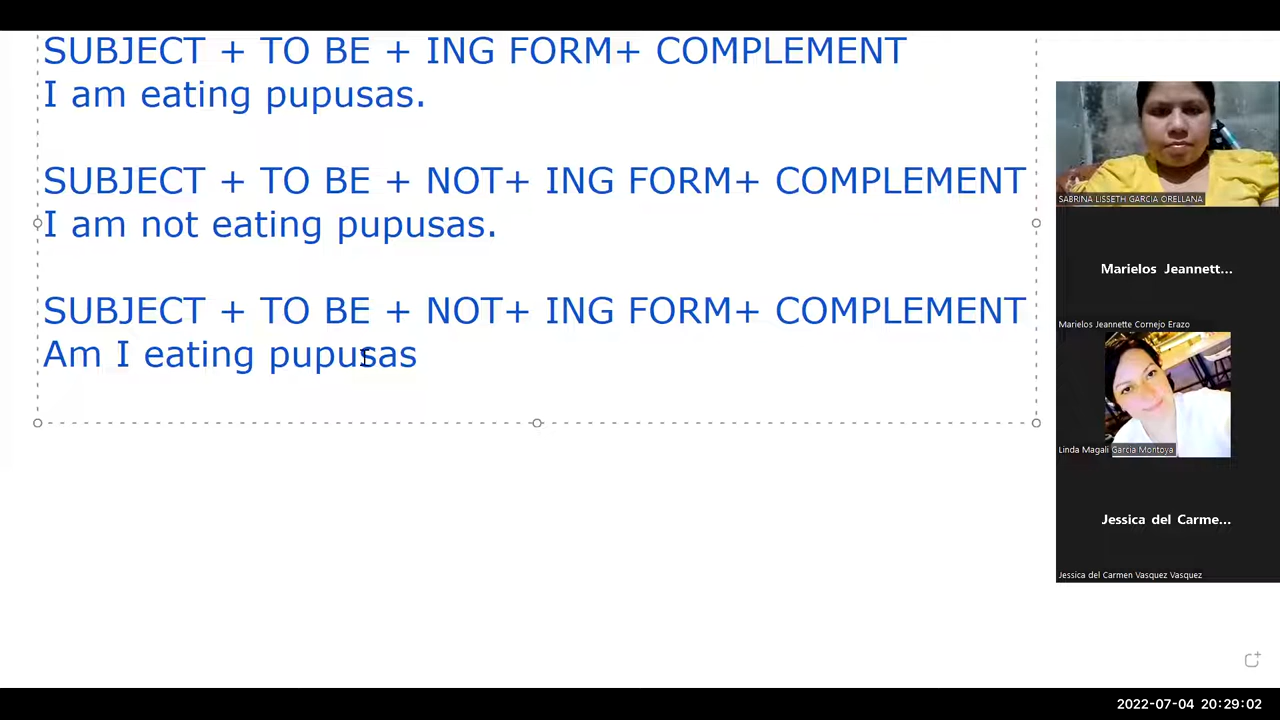 SUBJECT + TO BE + ING FORM+ COMPLEMENT
I am eating pupusas.
SUBJECT + TO BE + NOT+ ING FORM+ COMPLEMENT
I am not eating pupusas.
SUBJECT + TO BE + NOT+ ING FORM+ COMPLEMENT
Am I eating pupusas
SABRINA LISSETH GARCIA ORELLANA
Marielos Jeannett...
Marielos Jeannette Cornejo Erazo
Linda Magali Garcia Montoya
Jessica del Carme...
Jessica del Carmen Vasquez Vasquez
2022-07-04 20:29:02